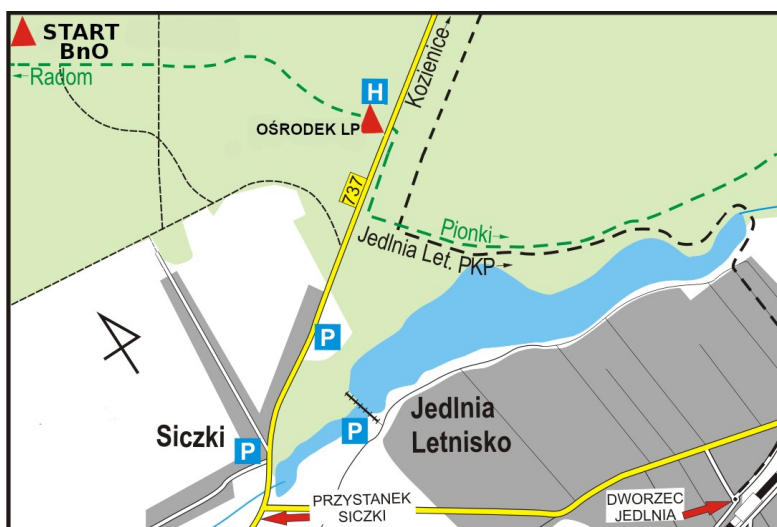 START
BnO
←Radom
H
OŚRODEK LP
Kozienice→
737
Pionki→
Jedlnia Let. PKP→
P
Siczki
P
P
Jedlnia
Letnisko
PRZYSTANEK
SICZKI
DWORZEC
JEDLNIA